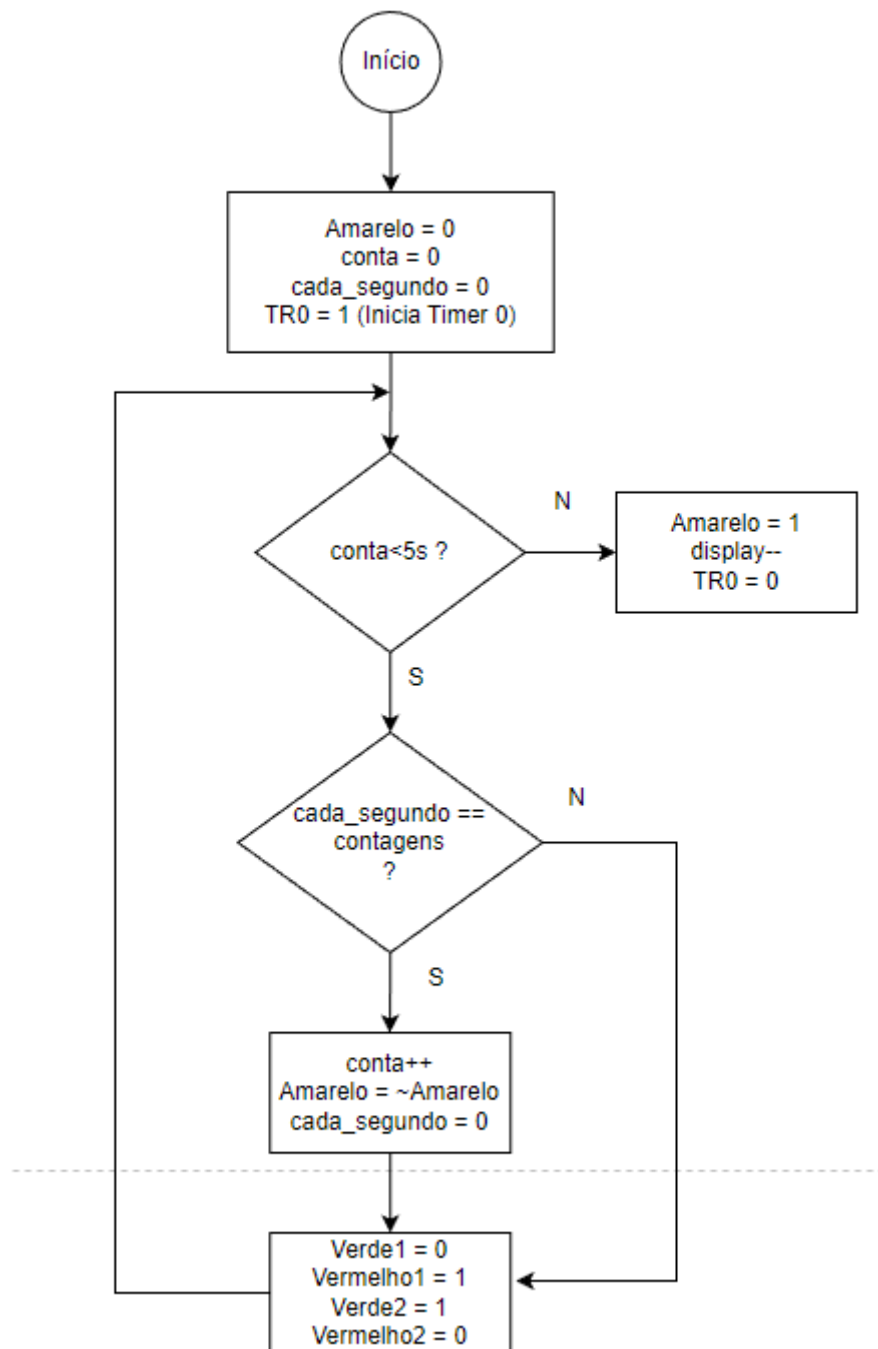 Início
Amarelo = 0
conta = 0
cada_segundo = 0
TR0 = 1 (Inicia Timer 0)
conta<5s ?
N
Amarelo = 1
display--
TR0 = 0
S
cada_segundo ==
contagens
?
N
S
conta++
Amarelo = ~Amarelo
cada_segundo = 0
Verde1 = 0
Vermelho1 = 1
Verde2 = 1
Vermelho2 = 0